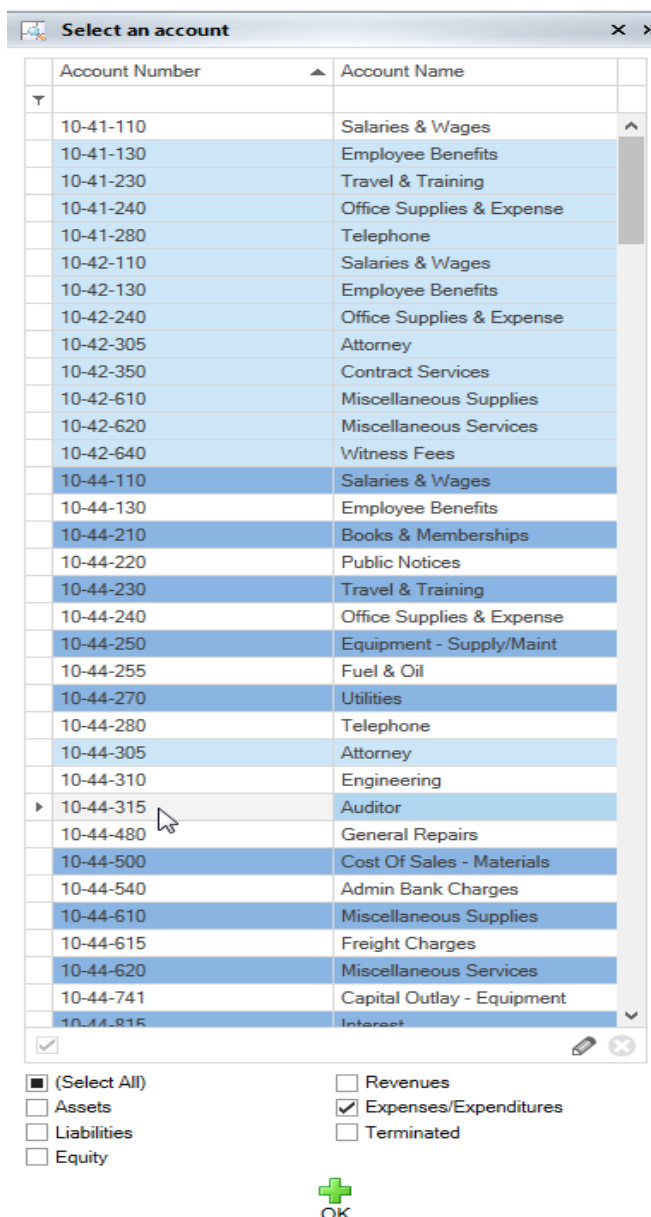 Select an account
Account Number Account Name
10-41-110 Salaries & Wages
10-41-130 Employee Benefits
10-41-230 Travel & Training
10-41-240 Office Supplies & Expense
10-41-280 Telephone
10-42-110 Salaries & Wages
10-42-130 Employee Benefits
10-42-240 Office Supplies & Expense
10-42-305 Attorney
10-42-350 Contract Services
10-42-610 Miscellaneous Supplies
10-42-620 Miscellaneous Services
10-42-640 Witness Fees
10-44-110 Salaries & Wages
10-44-130 Employee Benefits
10-44-210 Books & Memberships
10-44-220 Public Notices
10-44-230 Travel & Training
10-44-240 Office Supplies & Expense
10-44-250 Equipment - Supply/Maint
10-44-255 Fuel & Oil
10-44-270 Utilities
10-44-280 Telephone
10-44-305 Attorney
10-44-310 Engineering
10-44-315 Auditor
10-44-480 General Repairs
10-44-500 Cost Of Sales - Materials
10-44-540 Admin Bank Charges
10-44-610 Miscellaneous Supplies
10-44-615 Freight Charges
10-44-620 Miscellaneous Services
10-44-741 Capital Outlay - Equipment
10-44-815 Interest
(Select All) Revenues
Assets Expenses/Expenditures
Liabilities Terminated
Equity
OK